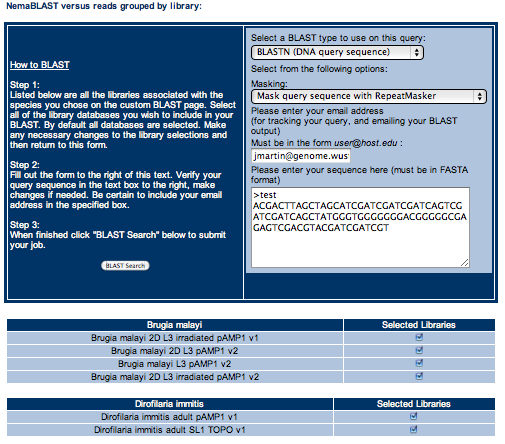 NemaBLAST versus reads grouped by library:
How to BLAST
Step 1:
Listed below are all the libraries associated with the
species you chose on the custom BLAST page. Select
all of the library databases you wish to include in your
BLAST. By default all databases are selected. Make
any necessary changes to the library selections and
then return to this form.
Step 2:
Fill out the form to the right of this text. Verify your
query sequence in the text box to the right, make
changes if needed. Be certain to include your email
address in the specified box.
Step 3:
When finished click "BLAST Search" below to submit
your job.
BLAST Search
Select a BLAST type to use on this query:
BLASTN (DNA query sequence)
Select from the following options:
Masking:
Mask query sequence with RepeatMasker
Please enter your email address
(for tracking your query, and emailing your BLAST
output)
Must be in the form user@host.edu :
jmartin@genome.wus
Please enter your sequence here (must be in FASTA
format)
>test
ACGACTTAGCTAGCATCGATCGATCGATCAGTCG
ATCGATCAGCTATGGGTGGGGGGGACGGGGGCGA
GAGTCGACGTACGATCGATCGT
Brugia malayi Selected Libraries
Brugia malayi 2D L3 irradiated pAMP1 v1
Brugia malayi 2D L3 pAMP1 v2
Brugia malayi L3 pAMP1 v2
Brugia malayi 2D L3 irradiated pAMP1 v2
Dirofilaria immitis Selected Libraries
Dirofilaria immitis adult pAMP1 v1
Dirofilaria immitis adult SL1 TOPO v1